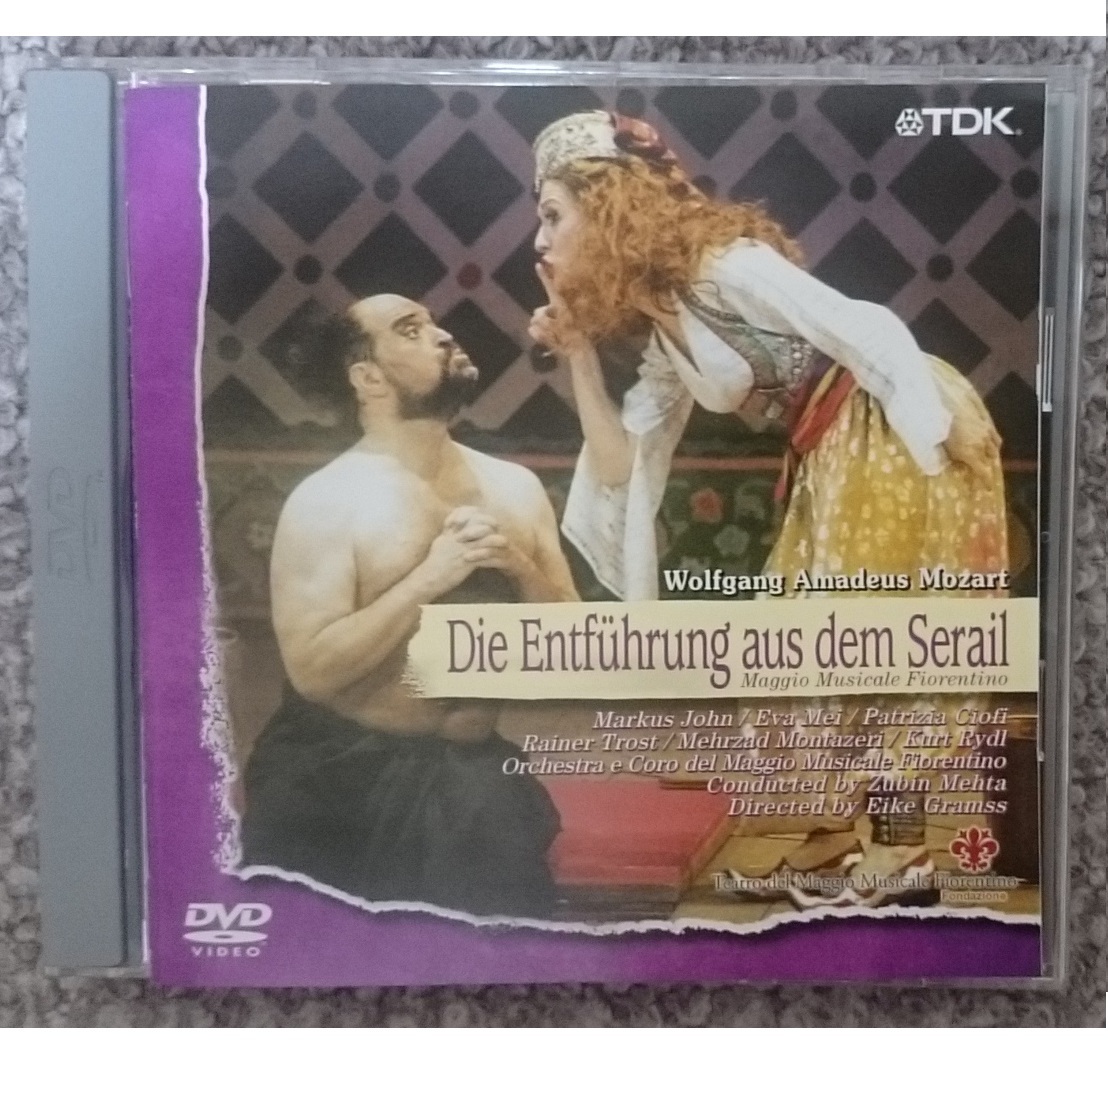 TDK
Wolfgang Amadeus Mozart
Die Entführung aus dem Serail
Maggio Musicale Fiorentino
Markus John / Eva Mei / Patrizia Ciofi
Rainer Trost / Mehrzad Montazeri / Kurt Rydl
Orchestra e Coro del Maggio Musicale Fiorentino
Conducted by Zubin Mehta
Directed by Eike Gramss
Teatro del Maggio Musicale Fiorentino
Fondazione
DVD
VIDEO
DVD